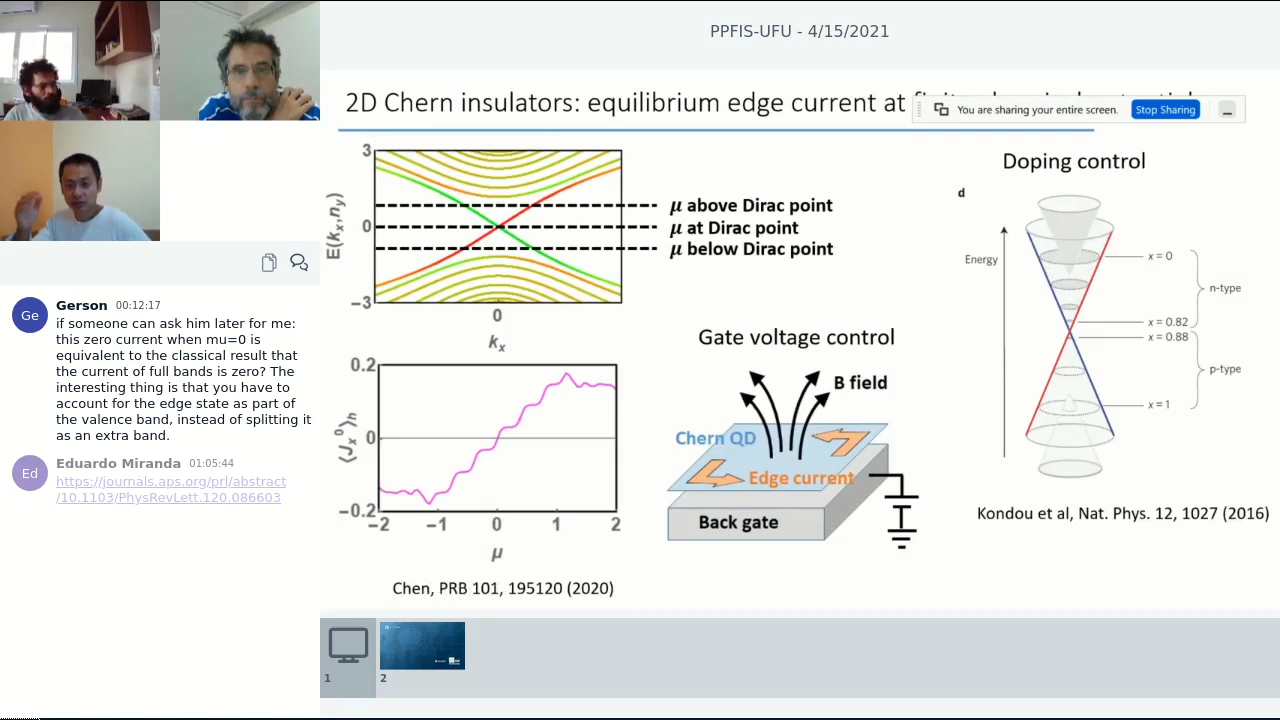 PPFIS-UFU - 4/15/2021
2D Chern insulators: equilibrium edge current at
You are sharing your entire screen.
Stop Sharing
Ge
Gerson 00:12:17
if someone can ask him later for me:
this zero current when mu=0 is
equivalent to the classical result that
the current of full bands is zero? The
interesting thing is that you have to
account for the edge state as part of
the valence band, instead of splitting it
as an extra band.
Ed
Eduardo Miranda 01:05:44
https://journals.aps.org/prl/abstract
/10.1103/PhysRevLett.120.086603
3
0
−3
E(kx,ny)
0
kx
μ above Dirac point
μ at Dirac point
μ below Dirac point
0.2
0
−0.2
⟨Jx⁰⟩n
−2 −1 0 1 2
μ
Chen, PRB 101, 195120 (2020)
Gate voltage control
B field
Chern QD
Edge current
Back gate
Doping control
d
Energy
x = 0
n-type
x = 0.82
x = 0.88
p-type
x = 1
Kondou et al, Nat. Phys. 12, 1027 (2016)
1
2